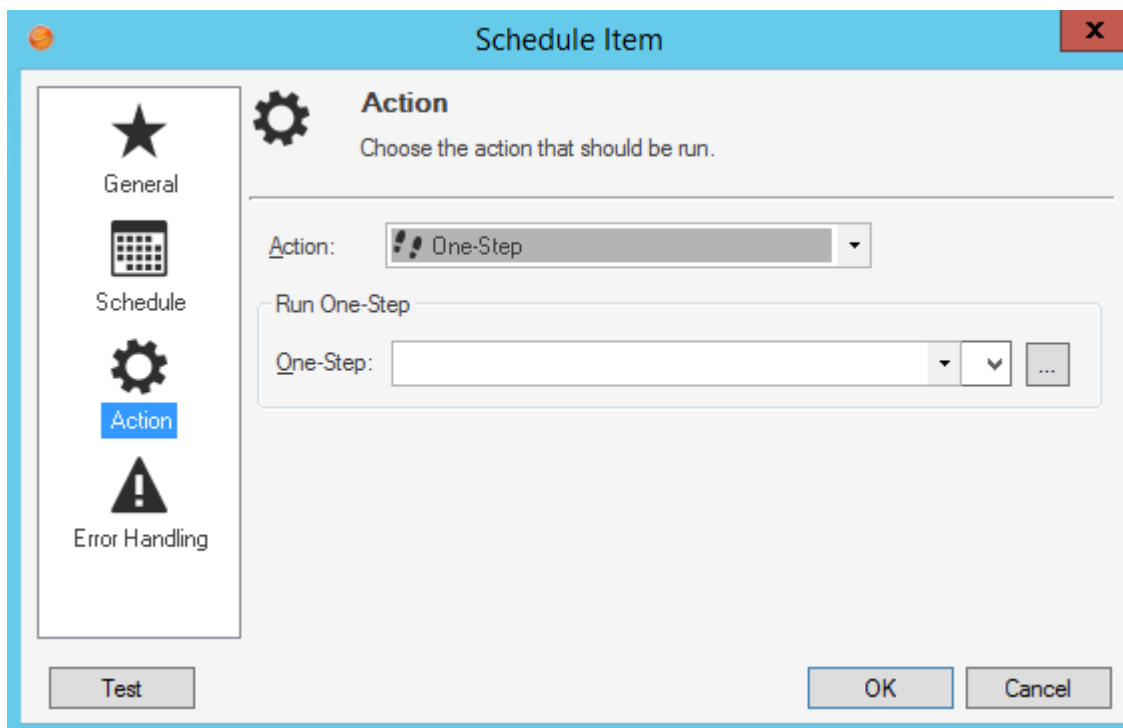 Schedule Item
x
General
Schedule
Action
Error Handling
Action
Choose the action that should be run.
Action: One-Step
Run One-Step
One-Step:
...
Test
OK
Cancel